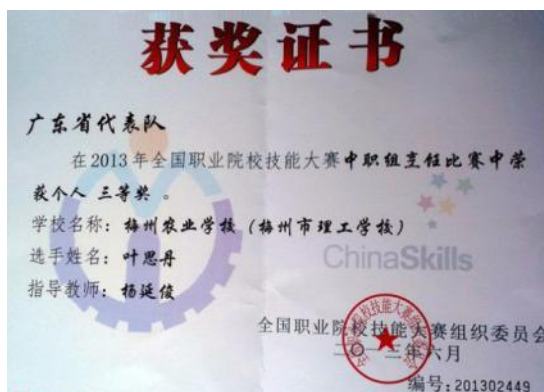 获奖证书
广东省代表队
在2013年全国职业院校技能大赛中职组烹饪比赛中荣
获个人 三等奖 。
学校名称：梅州农业学校（梅州市理工学校）
选手姓名：叶思丹
指导教师：杨延俊
ChinaSkills
全国职业院校技能大赛组织委员会
二〇一三年六月
编号：201302449